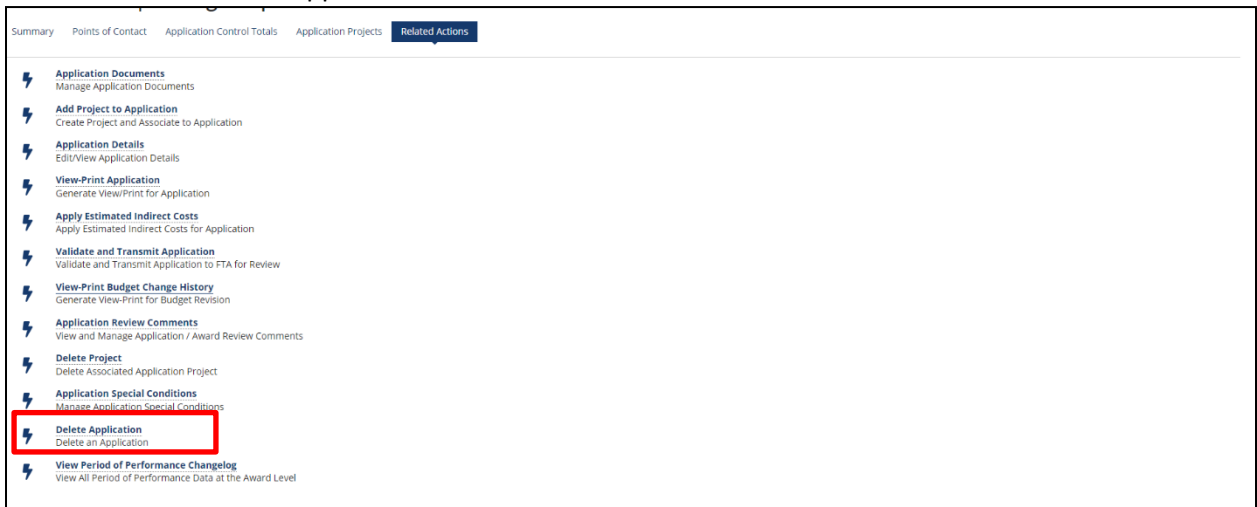 Summary Points of Contact Application Control Totals Application Projects Related Actions
Application Documents
Manage Application Documents
Add Project to Application
Create Project and Associate to Application
Application Details
Edit/View Application Details
View-Print Application
Generate View/Print for Application
Apply Estimated Indirect Costs
Apply Estimated Indirect Costs for Application
Validate and Transmit Application
Validate and Transmit Application to FTA for Review
View-Print Budget Change History
Generate View-Print for Budget Revision
Application Review Comments
View and Manage Application / Award Review Comments
Delete Project
Delete Associated Application Project
Application Special Conditions
Manage Application Special Conditions
Delete Application
Delete an Application
View Period of Performance Changelog
View All Period of Performance Data at the Award Level